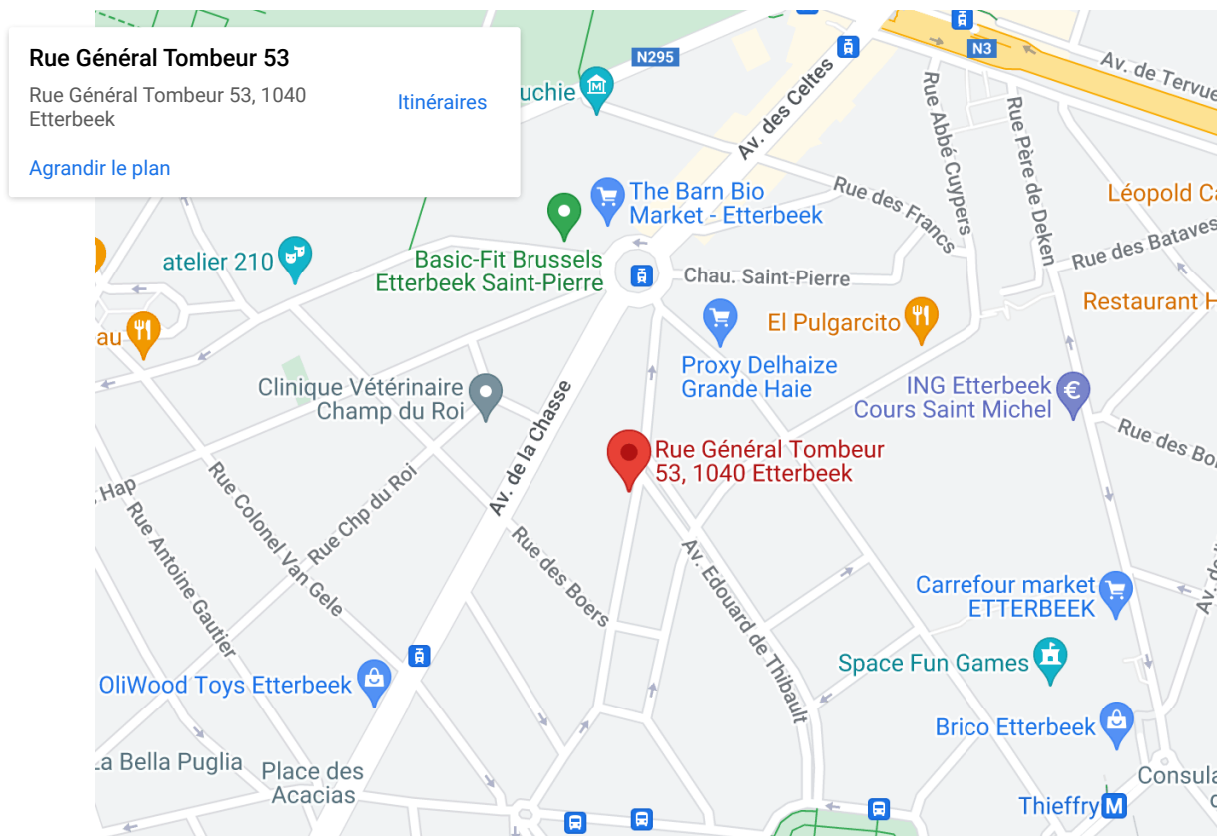 Rue Général Tombeur 53
Rue Général Tombeur 53, 1040
Etterbeek
Itinéraires
Agrandir le plan
N295
N3
Av. de Tervue
uchie
Av. des Celtes
Rue Abbé Cuypers
Rue Père de Deken
The Barn Bio
Market - Etterbeek
Rue des Francs
Léopold Ca
Rue des Bataves
atelier 210
Basic-Fit Brussels
Etterbeek Saint-Pierre
Chau. Saint-Pierre
Restaurant H
au
El Pulgarcito
Proxy Delhaize
Grande Haie
Clinique Vétérinaire
Champ du Roi
ING Etterbeek
Cours Saint Michel
Av. de la Chasse
Rue Général Tombeur
53, 1040 Etterbeek
Rue des Bo
Hap
Rue Colonel Van Gele
Rue Chp du Roi
Rue Antoine Gautier
Rue des Boers
Av. Edouard de Thibault
Carrefour market
ETTERBEEK
Av. de
Space Fun Games
OliWood Toys Etterbeek
Brico Etterbeek
La Bella Puglia
Place des
Acacias
Consula
Thieffry
M